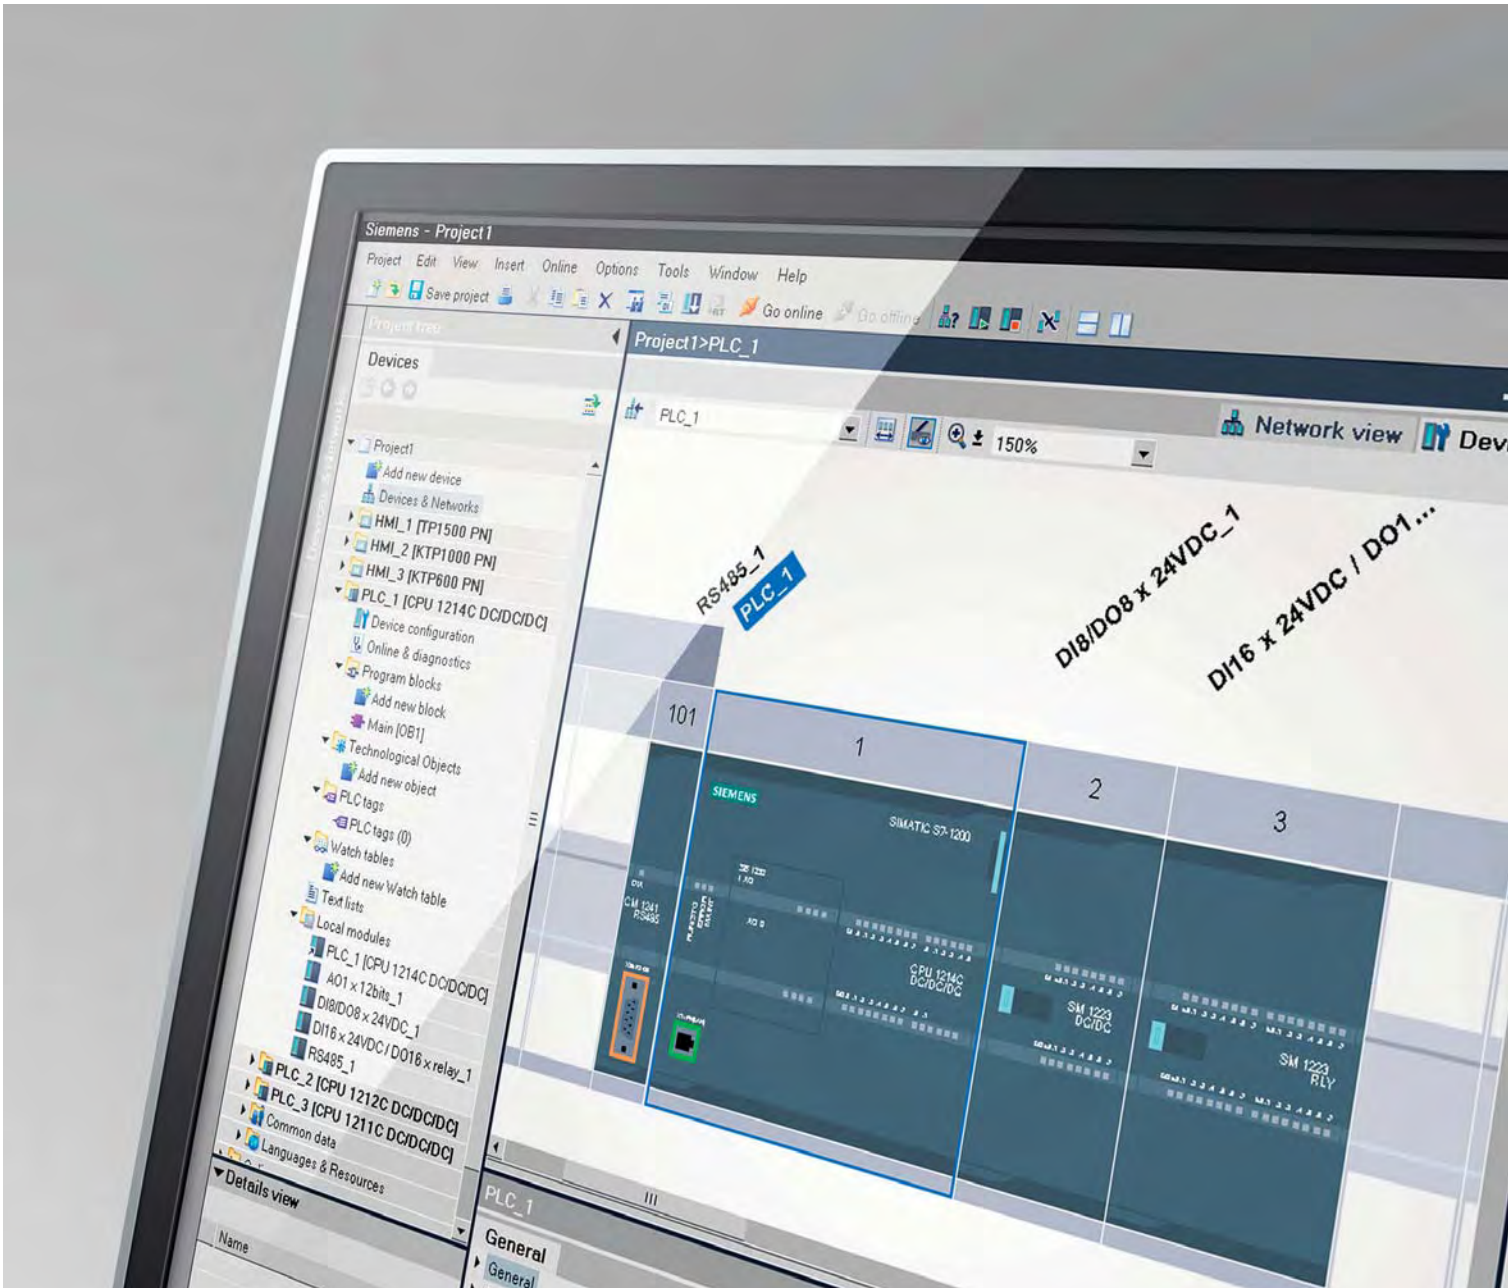 Siemens - Project1
Project Edit View Insert Online Options Tools Window Help
Save project Go online Go offline
Project tree
Project1>PLC_1
Devices
PLC_1
150%
Network view
Project1
Add new device
Devices & Networks
HMI_1 [TP1500 PN]
HMI_2 [KTP1000 PN]
HMI_3 [KTP600 PN]
PLC_1 [CPU 1214C DC/DC/DC]
Device configuration
Online & diagnostics
Program blocks
Add new block
Main [OB1]
Technological Objects
Add new object
PLC tags
PLC tags (0)
Watch tables
Add new Watch table
Text lists
Local modules
PLC_1 [CPU 1214C DC/DC/DC]
AO1 x 12bits_1
DI8/DO8 x 24VDC_1
DI16 x 24VDC / DO16 x relay_1
RS485_1
PLC_2 [CPU 1212C DC/DC/DC]
PLC_3 [CPU 1211C DC/DC/DC]
Common data
Languages & Resources
Details view
Name
RS485_1
PLC_1
DI8/DO8 x 24VDC_1
DI16 x 24VDC / DO1...
101
1
2
3
SIEMENS
SIMATIC S7-1200
CM 1241
RS485
CPU 1214C
DC/DC/DC
SM 1223
DC/DC
SM 1223
RLY
PLC_1
General
General